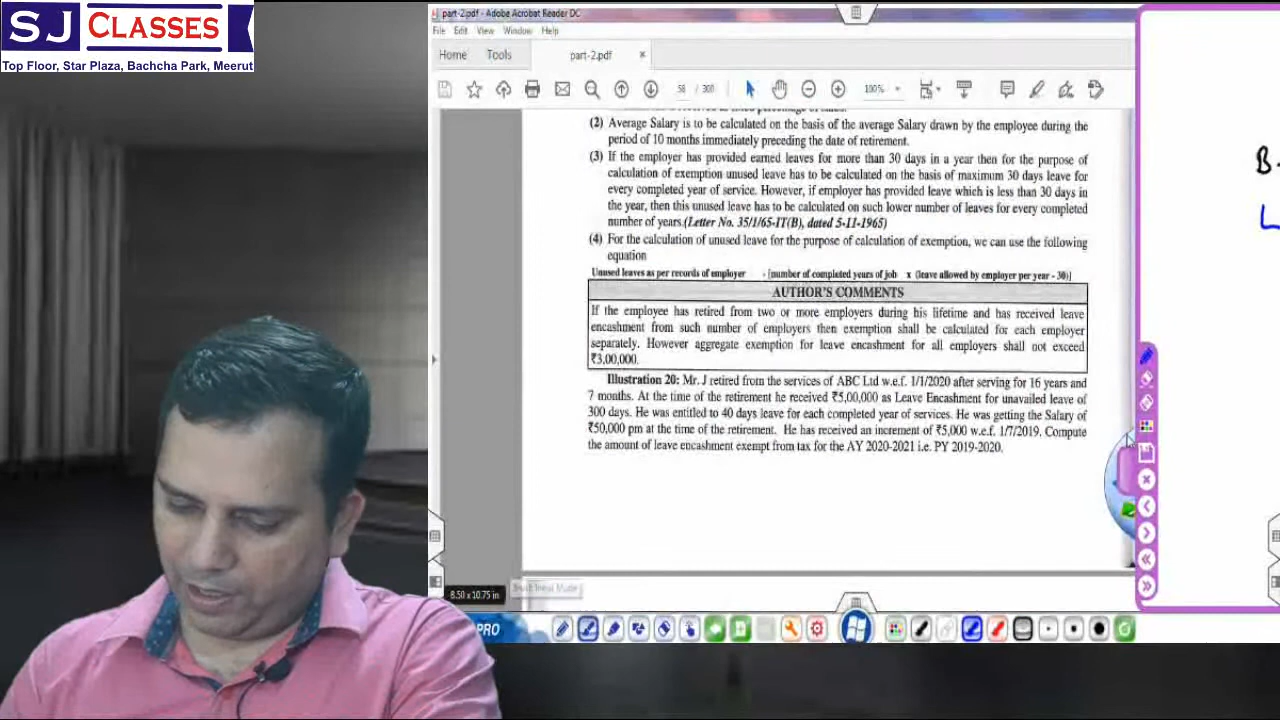 SJ CLASSES
Top Floor, Star Plaza, Bachcha Park, Meerut
part-2.pdf - Adobe Acrobat Reader DC
File Edit View Window Help
Home Tools part-2.pdf ×
58 / 300 100%
(2) Average Salary is to be calculated on the basis of the average Salary drawn by the employee during the
period of 10 months immediately preceding the date of retirement.
(3) If the employer has provided earned leaves for more than 30 days in a year then for the purpose of
calculation of exemption unused leave has to be calculated on the basis of maximum 30 days leave for
every completed year of service. However, if employer has provided leave which is less than 30 days in
the year, then this unused leave has to be calculated on such lower number of leaves for every completed
number of years.(Letter No. 35/1/65-IT(B), dated 5-11-1965)
(4) For the calculation of unused leave for the purpose of calculation of exemption, we can use the following
equation
Unused leaves as per records of employer - [number of completed years of job x (leave allowed by employer per year - 30)]
AUTHOR'S COMMENTS
If the employee has retired from two or more employers during his lifetime and has received leave
encashment from such number of employers then exemption shall be calculated for each employer
separately. However aggregate exemption for leave encashment for all employers shall not exceed
₹3,00,000.
Illustration 20: Mr. J retired from the services of ABC Ltd w.e.f. 1/1/2020 after serving for 16 years and
7 months. At the time of the retirement he received ₹5,00,000 as Leave Encashment for unavailed leave of
300 days. He was entitled to 40 days leave for each completed year of services. He was getting the Salary of
₹50,000 pm at the time of the retirement. He has received an increment of ₹5,000 w.e.f. 1/7/2019. Compute
the amount of leave encashment exempt from tax for the AY 2020-2021 i.e. PY 2019-2020.
8.50 x 10.75 in
PRO
B
L